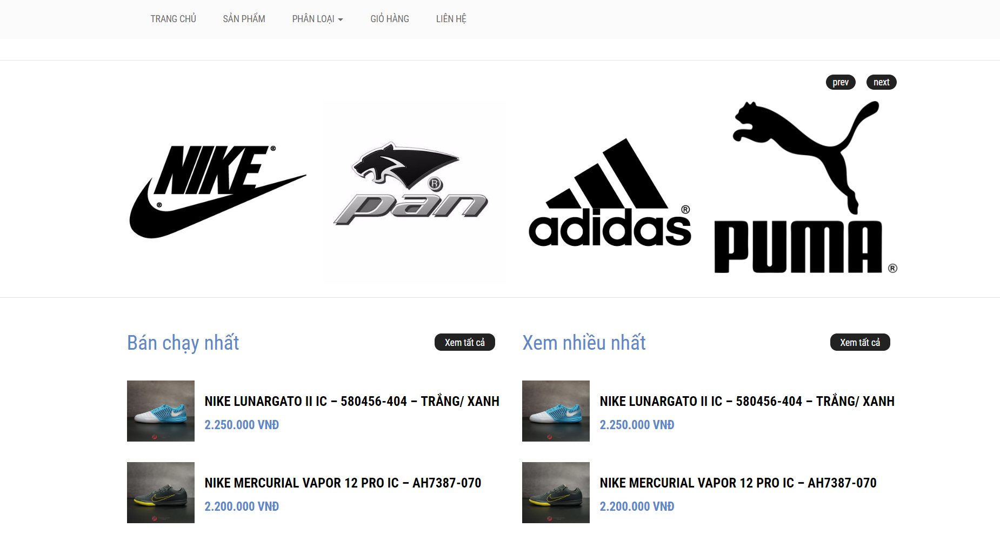 TRANG CHỦ SẢN PHẨM PHÂN LOẠI GIỎ HÀNG LIÊN HỆ
prev next
NIKE ®
®
pan ®
adidas ®
PUMA ®
Bán chạy nhất Xem tất cả
NIKE LUNARGATO II IC – 580456-404 – TRẮNG/ XANH
2.250.000 VNĐ
NIKE MERCURIAL VAPOR 12 PRO IC – AH7387-070
2.200.000 VNĐ
Xem nhiều nhất Xem tất cả
NIKE LUNARGATO II IC – 580456-404 – TRẮNG/ XANH
2.250.000 VNĐ
NIKE MERCURIAL VAPOR 12 PRO IC – AH7387-070
2.200.000 VNĐ